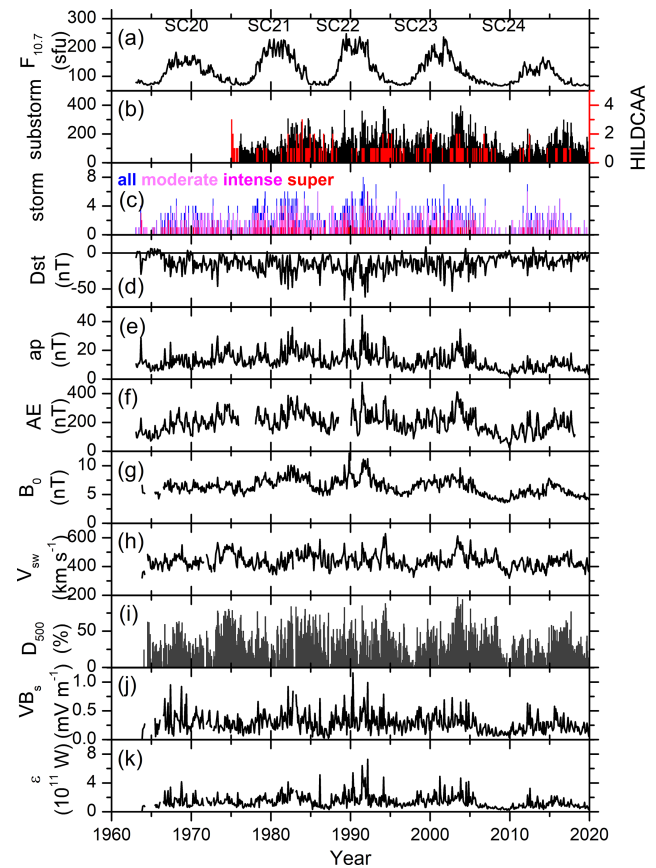 SC20 SC21 SC22 SC23 SC24
300
200
100
F10.7
(sfu)
(a)
400
200
0
substorm
(b)
4
2
0
HILDCAA
all moderate intense super
8
4
0
storm
(c)
0
-50
Dst
(nT)
(d)
40
20
0
ap
(nT)
(e)
400
200
0
AE
(nT)
(f)
10
5
0
B0
(nT)
(g)
600
400
200
Vsw
(km s⁻¹)
(h)
50
0
D500
(%)
(i)
1.0
0.5
0.0
VBs
(mV m⁻¹)
(j)
8
4
0
ε
(10¹¹ W)
(k)
1960 1970 1980 1990 2000 2010 2020
Year